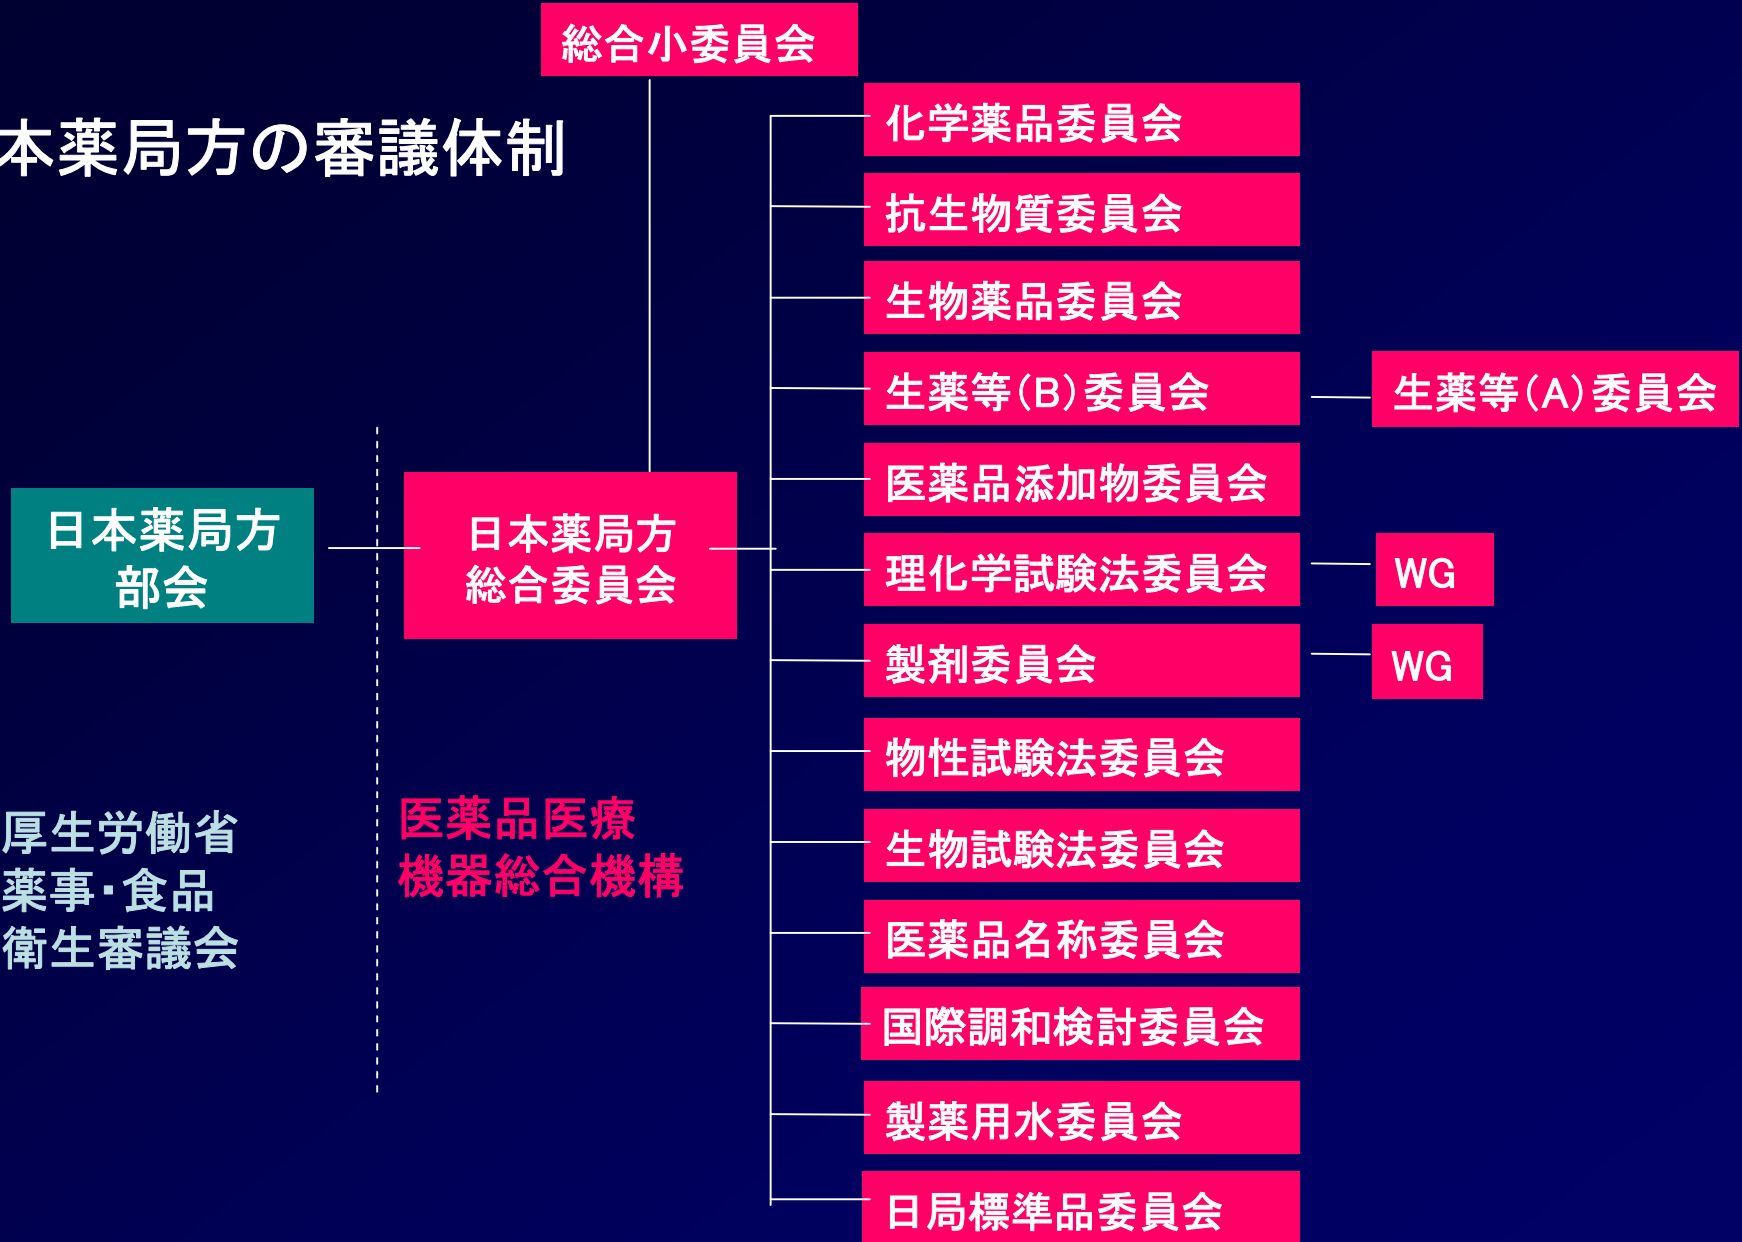 総合小委員会
本薬局方の審議体制
化学薬品委員会
抗生物質委員会
生物薬品委員会
生薬等(B)委員会
生薬等(A)委員会
医薬品添加物委員会
日本薬局方
部会
日本薬局方
総合委員会
理化学試験法委員会
WG
製剤委員会
WG
物性試験法委員会
生物試験法委員会
医薬品名称委員会
国際調和検討委員会
製薬用水委員会
日局標準品委員会
厚生労働省
薬事・食品
衛生審議会
医薬品医療
機器総合機構